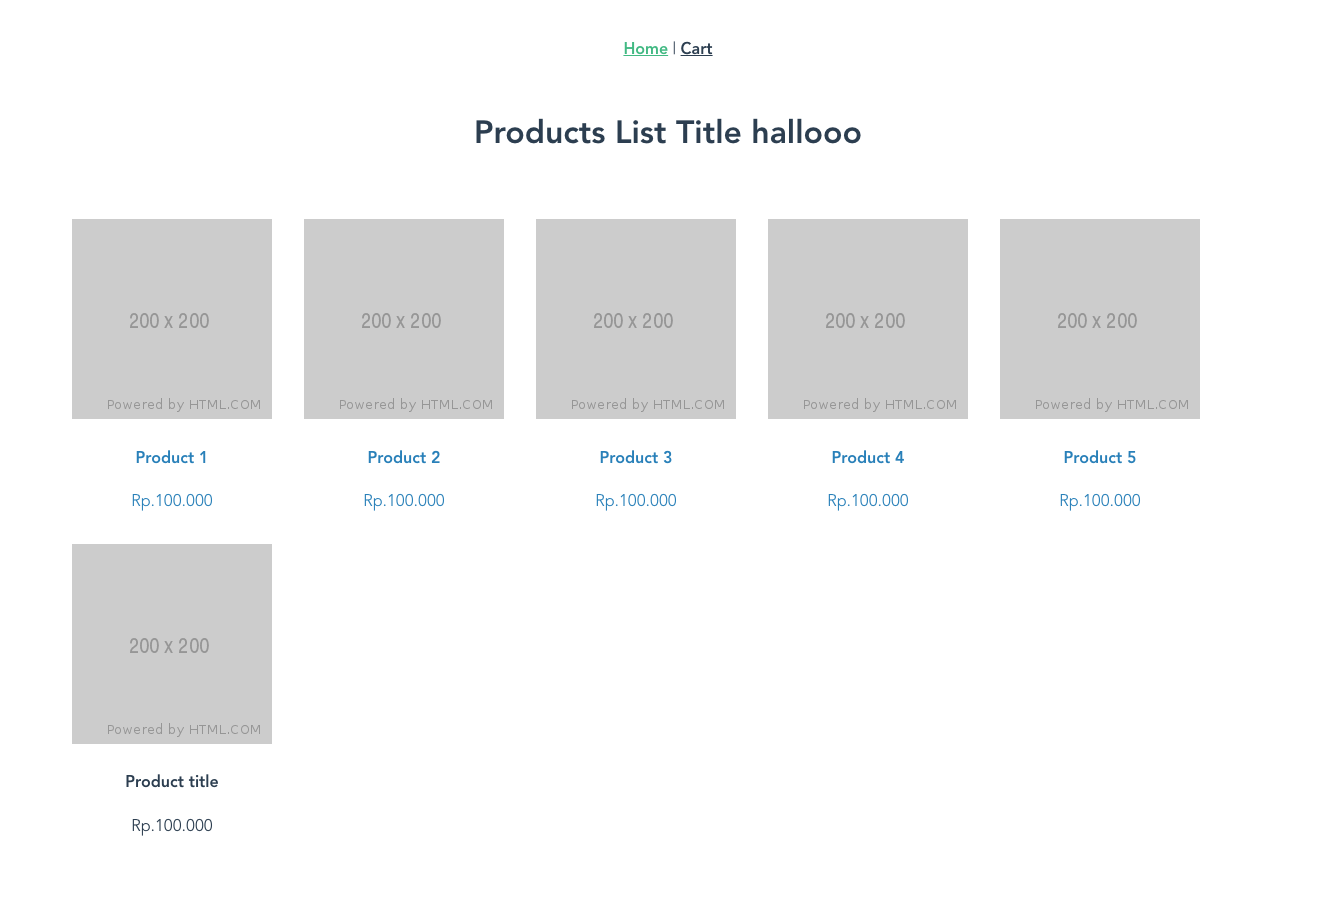 Home | Cart
Products List Title hallooo
200 x 200
Powered by HTML.COM
Product 1
Rp.100.000
200 x 200
Powered by HTML.COM
Product 2
Rp.100.000
200 x 200
Powered by HTML.COM
Product 3
Rp.100.000
200 x 200
Powered by HTML.COM
Product 4
Rp.100.000
200 x 200
Powered by HTML.COM
Product 5
Rp.100.000
200 x 200
Powered by HTML.COM
Product title
Rp.100.000